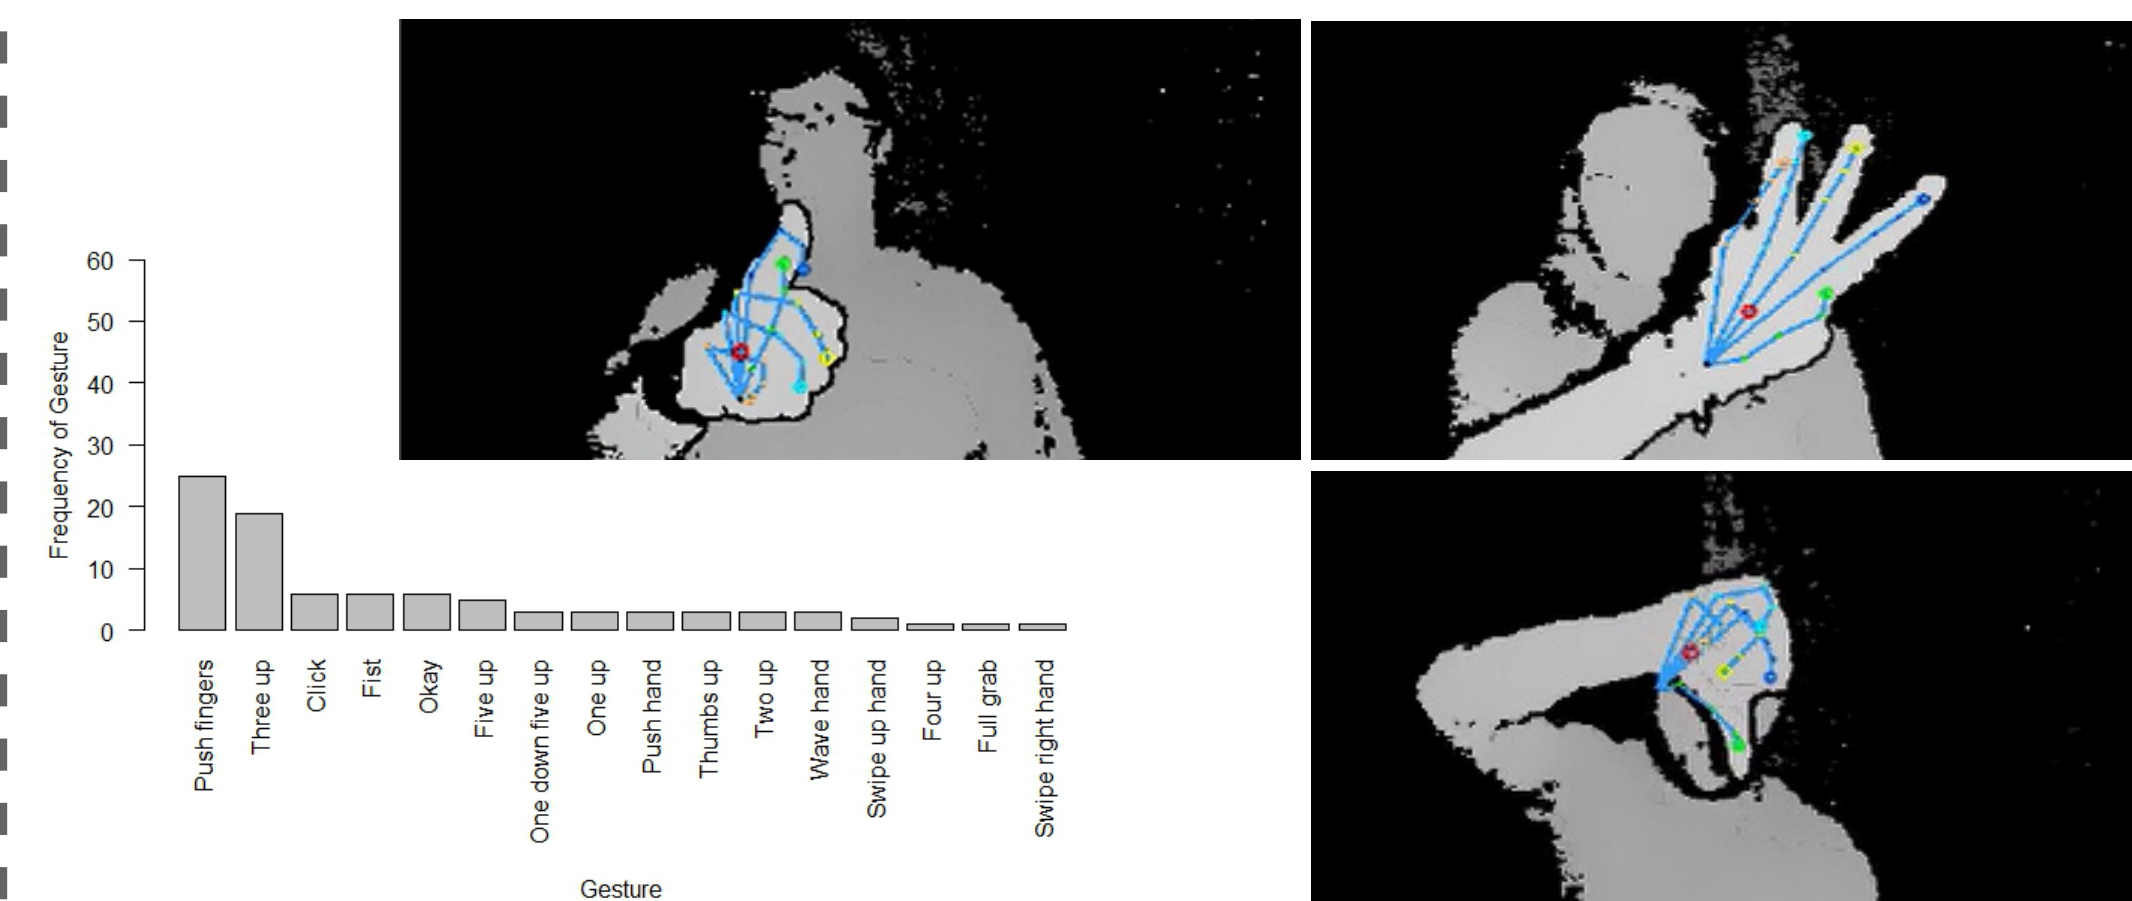 60
50
40
30
20
10
0
Frequency of Gesture
Push fingers
Three up
Click
Fist
Okay
Five up
One down five up
One up
Push hand
Thumbs up
Two up
Wave hand
Swipe up hand
Four up
Full grab
Swipe right hand
Gesture